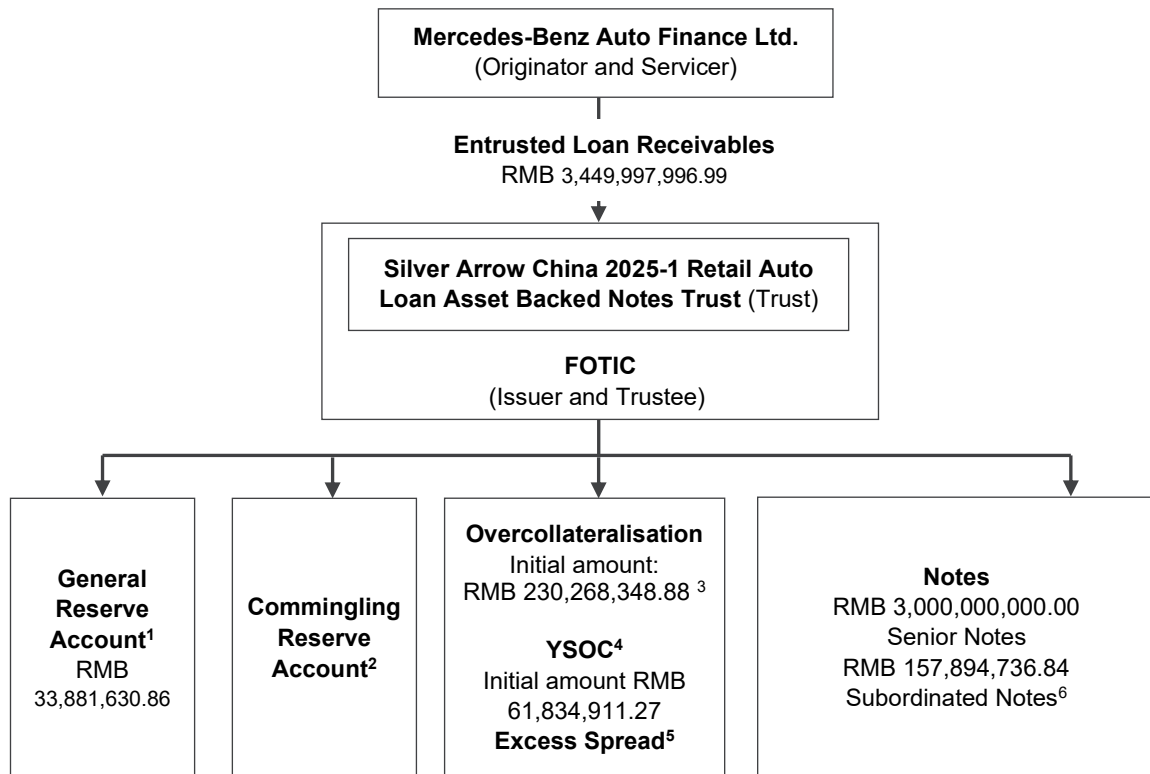 Mercedes-Benz Auto Finance Ltd.
(Originator and Servicer)
Entrusted Loan Receivables
RMB 3,449,997,996.99
Silver Arrow China 2025-1 Retail Auto
Loan Asset Backed Notes Trust (Trust)
FOTIC
(Issuer and Trustee)
General
Reserve
Account¹
RMB
33,881,630.86
Commingling
Reserve
Account²
Overcollateralisation
Initial amount:
RMB 230,268,348.88 ³
YSOC⁴
Initial amount RMB
61,834,911.27
Excess Spread⁵
Notes
RMB 3,000,000,000.00
Senior Notes
RMB 157,894,736.84
Subordinated Notes⁶